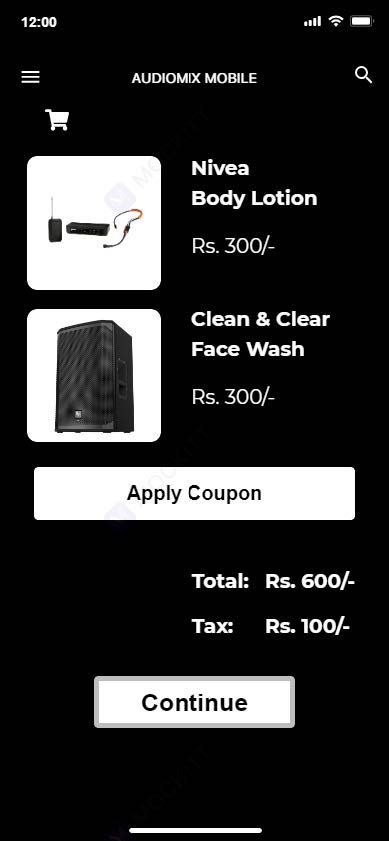 12:00
AUDIOMIX MOBILE
Nivea
Body Lotion
Rs. 300/-
Clean & Clear
Face Wash
Rs. 300/-
Apply Coupon
Total: Rs. 600/-
Tax: Rs. 100/-
Continue